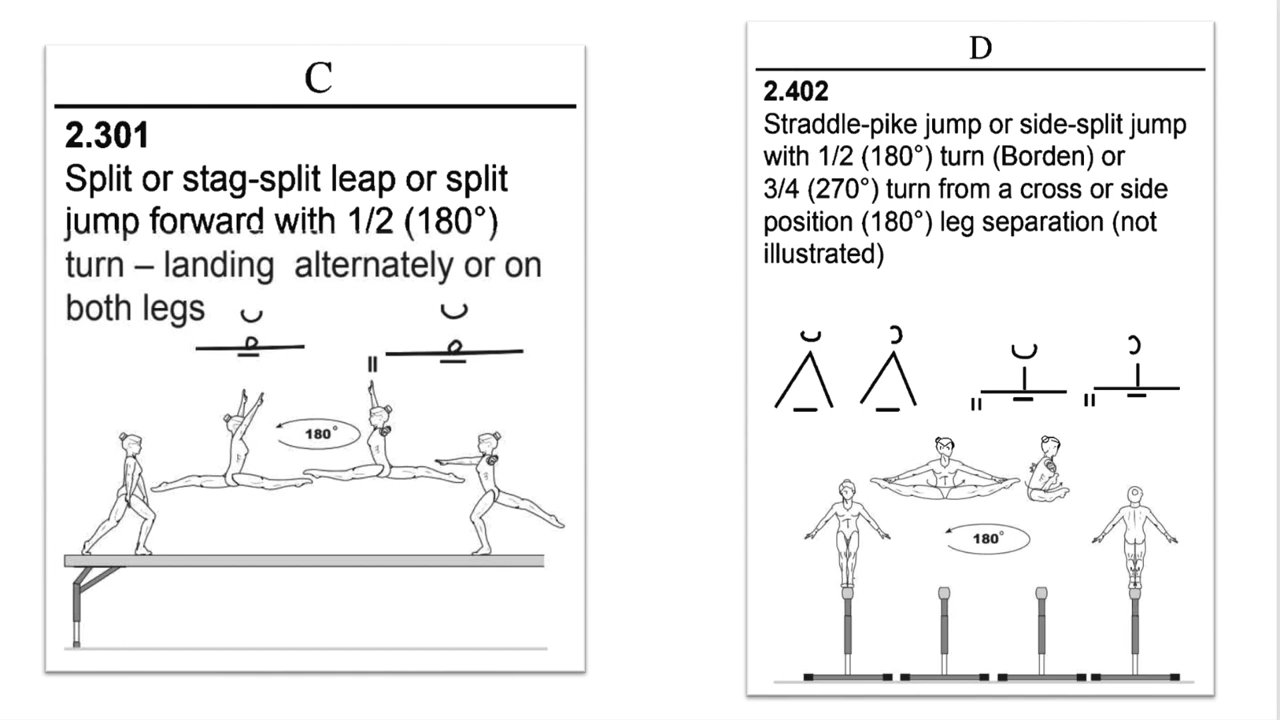 C
2.301
Split or stag-split leap or split
jump forward with 1/2 (180°)
turn – landing alternately or on
both legs
180°
D
2.402
Straddle-pike jump or side-split jump
with 1/2 (180°) turn (Borden) or
3/4 (270°) turn from a cross or side
position (180°) leg separation (not
illustrated)
180°